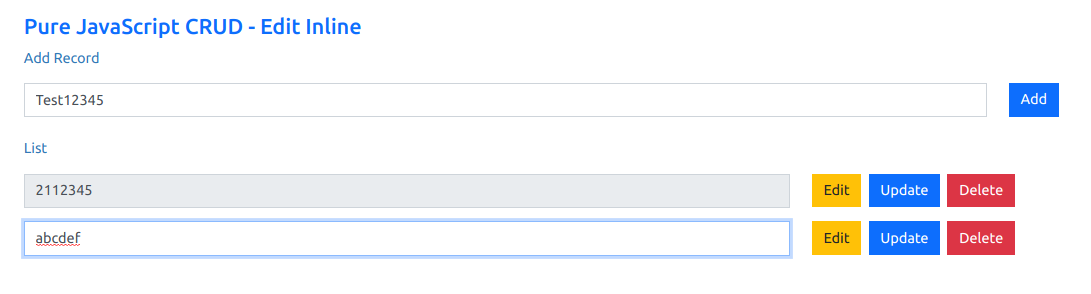 Pure JavaScript CRUD - Edit Inline
Add Record
Test12345 Add
List
2112345 Edit Update Delete
abcdef Edit Update Delete